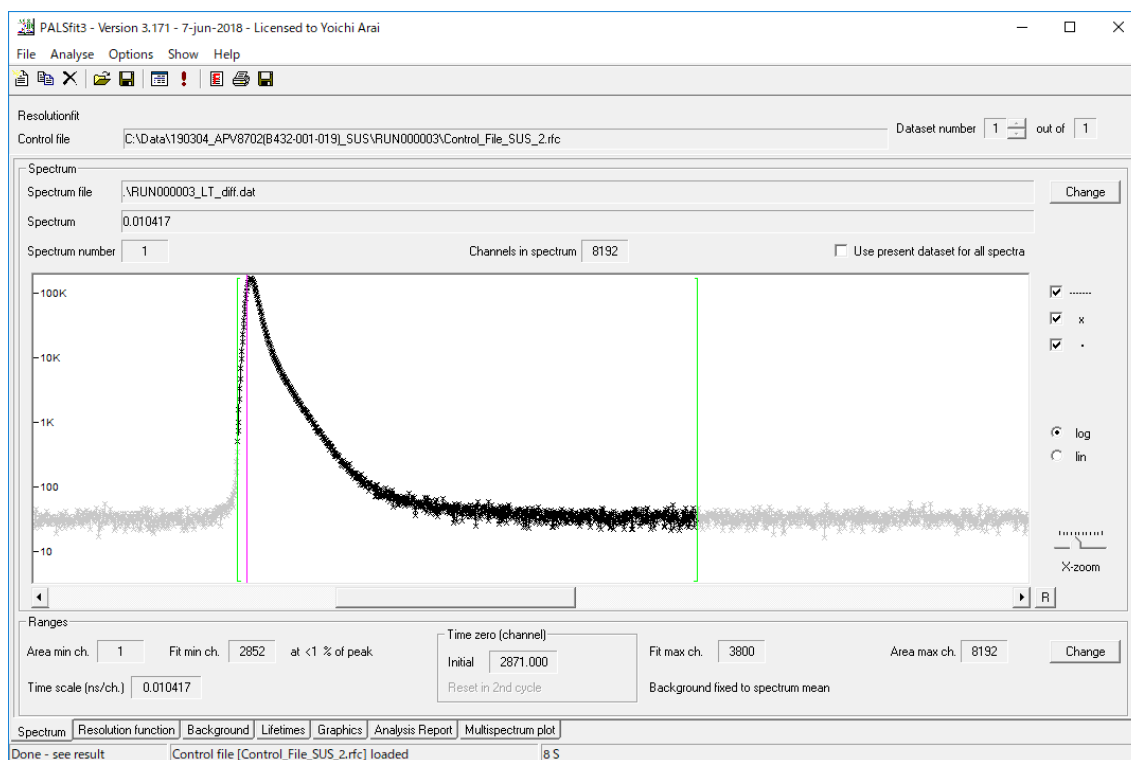 PALSfit3 - Version 3.171 - 7-jun-2018 - Licensed to Yoichi Arai
File Analyse Options Show Help
Resolutionfit
Control file C:\Data\190304_APV8702(B432-001-019)_SUS\RUN000003\Control_File_SUS_2.rfc Dataset number 1 out of 1
Spectrum
Spectrum file .\RUN000003_LT_diff.dat Change
Spectrum 0.010417
Spectrum number 1 Channels in spectrum 8192 Use present dataset for all spectra
100K
10K
1K
100
10
x
log
lin
X-zoom
R
Ranges
Area min ch. 1 Fit min ch. 2852 at <1 % of peak Time zero (channel) Initial 2871.000 Fit max ch. 3800 Area max ch. 8192 Change
Time scale (ns/ch.) 0.010417 Reset in 2nd cycle Background fixed to spectrum mean
Spectrum Resolution function Background Lifetimes Graphics Analysis Report Multispectrum plot
Done - see result Control file [Control_File_SUS_2.rfc] loaded 8 S